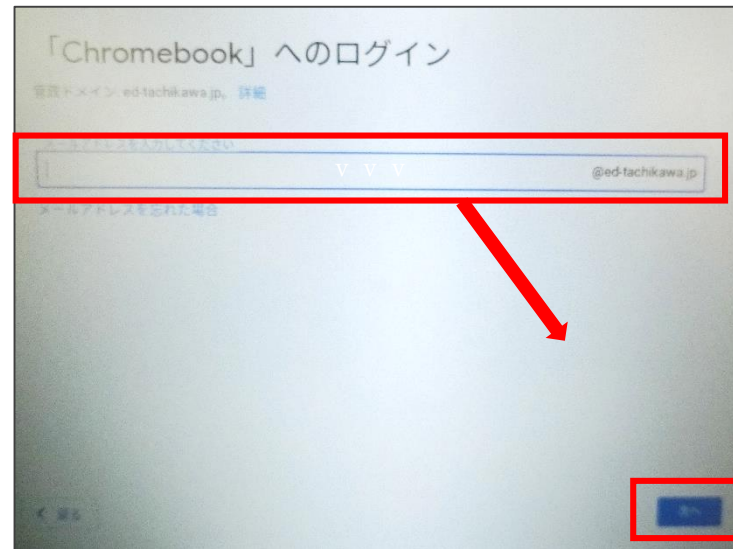 「Chromebook」へのログイン
管理ドメイン: ed-tachikawa.jp。 詳細
メールアドレスを入力してください
v v v
@ed-tachikawa.jp
メールアドレスを忘れた場合
戻る
次へ